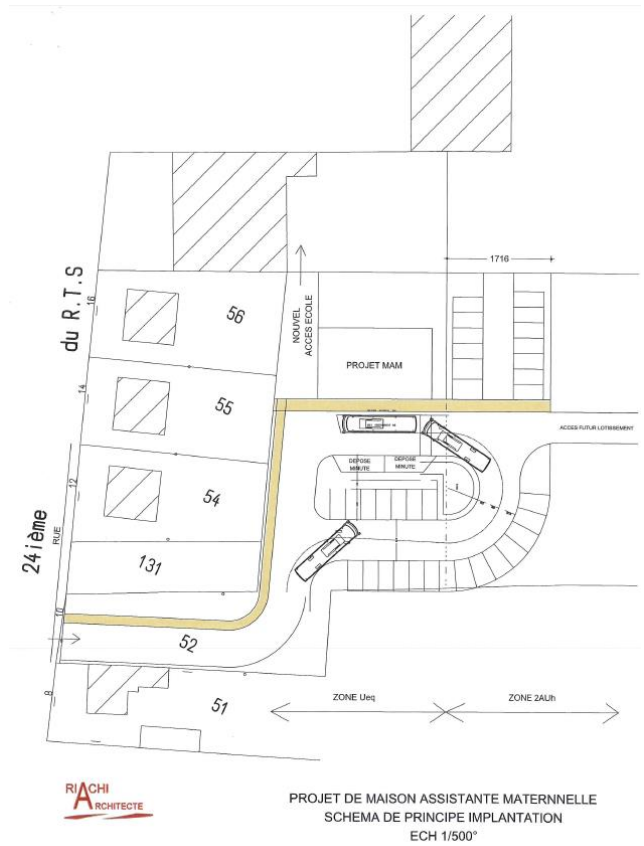 1716
du R.T.S
16
56
NOUVEL
ACCES ECOLE
PROJET MAM
14
55
ACCES FUTUR LOTISSEMENT
DEPOSE
MINUTE
DEPOSE
MINUTE
12
54
24ième
RUE
131
10
52
8
51
ZONE Ueq
ZONE 2AUh
RIACHI
ARCHITECTE
PROJET DE MAISON ASSISTANTE MATERNNELLE
SCHEMA DE PRINCIPE IMPLANTATION
ECH 1/500°